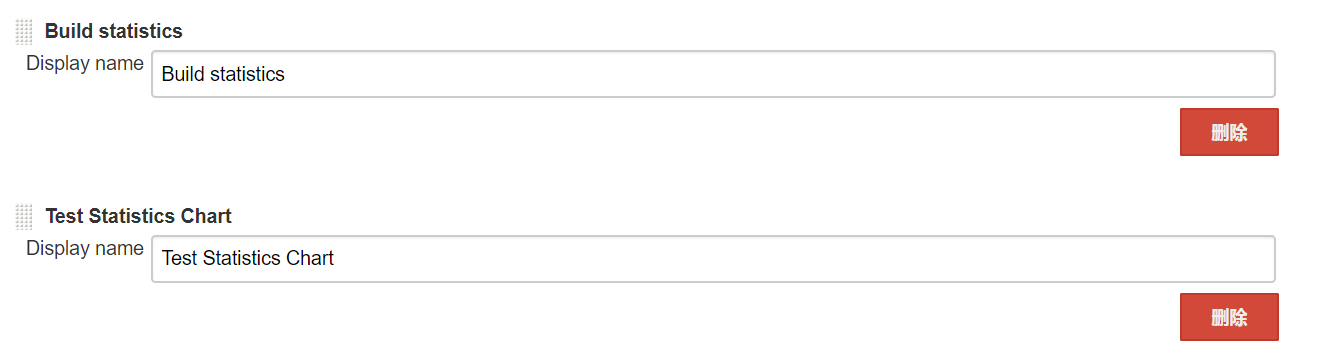 Build statistics
Display name Build statistics
删除
Test Statistics Chart
Display name Test Statistics Chart
删除